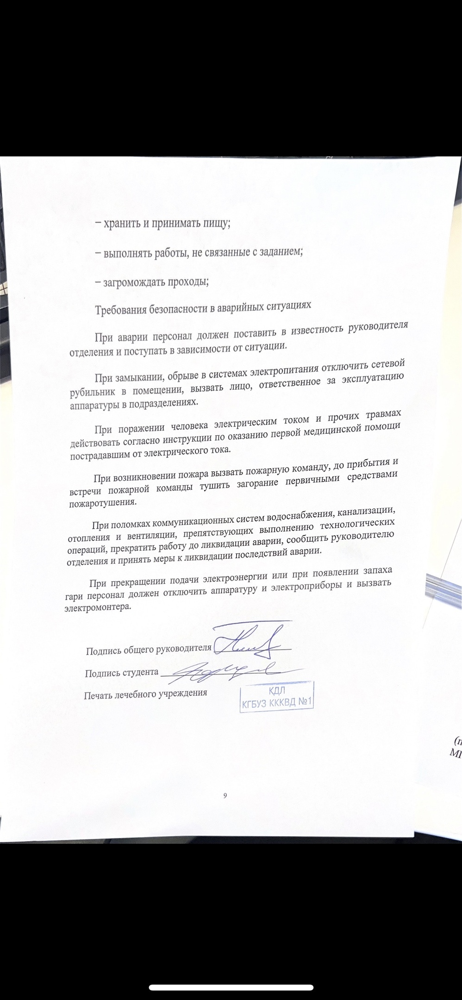 – хранить и принимать пищу;
– выполнять работы, не связанные с заданием;
– загромождать проходы;
Требования безопасности в аварийных ситуациях
При аварии персонал должен поставить в известность руководителя
отделения и поступать в зависимости от ситуации.
При замыкании, обрыве в системах электропитания отключить сетевой
рубильник в помещении, вызвать лицо, ответственное за эксплуатацию
аппаратуры в подразделениях.
При поражении человека электрическим током и прочих травмах
действовать согласно инструкции по оказанию первой медицинской помощи
пострадавшим от электрического тока.
При возникновении пожара вызвать пожарную команду, до прибытия и
встречи пожарной команды тушить загорание первичными средствами
пожаротушения.
При поломках коммуникационных систем водоснабжения, канализации,
отопления и вентиляции, препятствующих выполнению технологических
операций, прекратить работу до ликвидации аварии, сообщить руководителю
отделения и принять меры к ликвидации последствий аварии.
При прекращении подачи электроэнергии или при появлении запаха
гари персонал должен отключить аппаратуру и электроприборы и вызвать
электромонтера.
Подпись общего руководителя
Подпись студента
Печать лечебного учреждения
КДЛ
КГБУЗ КККВД №1
9